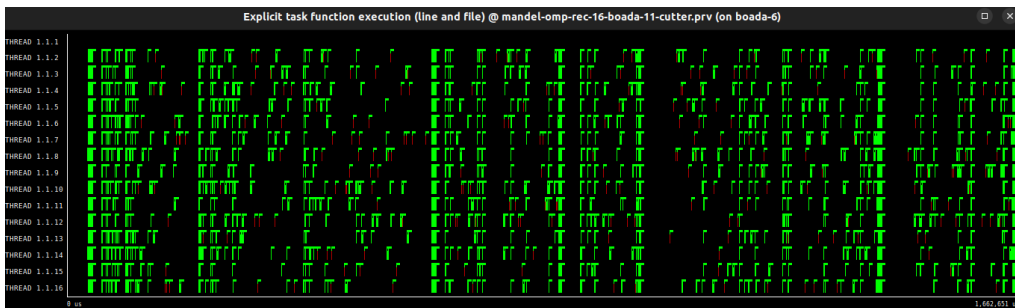 Explicit task function execution (line and file) @ mandel-omp-rec-16-boada-11-cutter.prv (on boada-6)
THREAD 1.1.1
THREAD 1.1.2
THREAD 1.1.3
THREAD 1.1.4
THREAD 1.1.5
THREAD 1.1.6
THREAD 1.1.7
THREAD 1.1.8
THREAD 1.1.9
THREAD 1.1.10
THREAD 1.1.11
THREAD 1.1.12
THREAD 1.1.13
THREAD 1.1.14
THREAD 1.1.15
THREAD 1.1.16
0 us 1,662,651 u